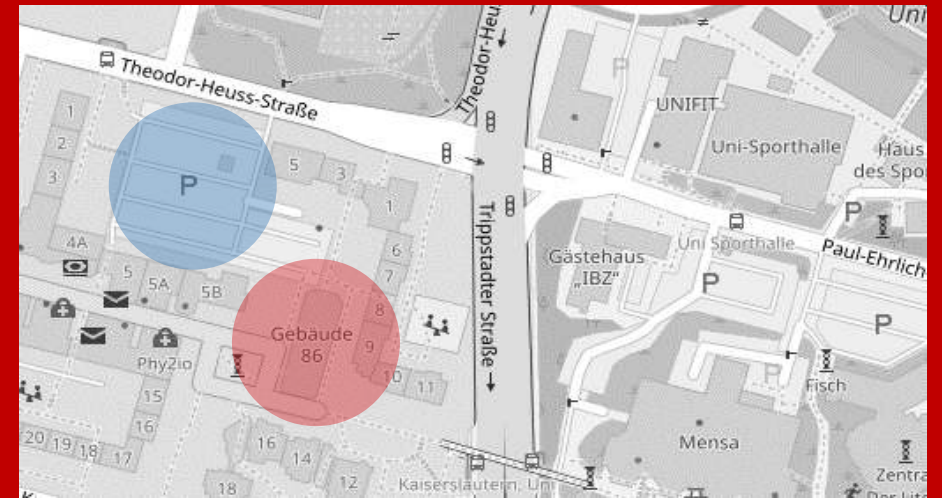 Uni
Theodor-Heuss-Straße
Theodor-Heu
P
UNIFIT
Uni-Sporthalle
Haus
des Spo
1
2
3
P
5
3
1
P
4A
6
7
5
5A
5B
8
9
10
11
Gebäude
86
Phy2io
15
16
17
18
19
20
16
14
12
18
Trippstadter Straße
Gästehaus
„IBZ“
Uni Sporthalle
Paul-Ehrlich
P
P
P
Fisch
Mensa
Zentra
Kaiserslautern, Uni